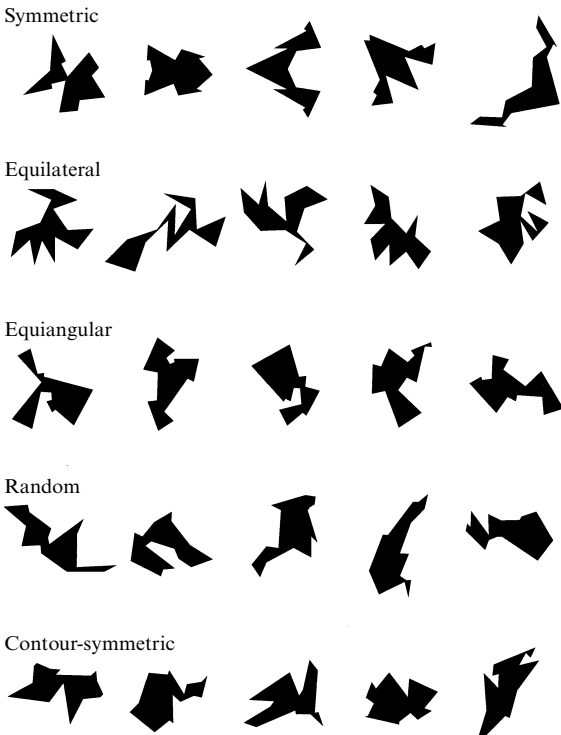 Symmetric
Equilateral
Equiangular
Random
Contour-symmetric